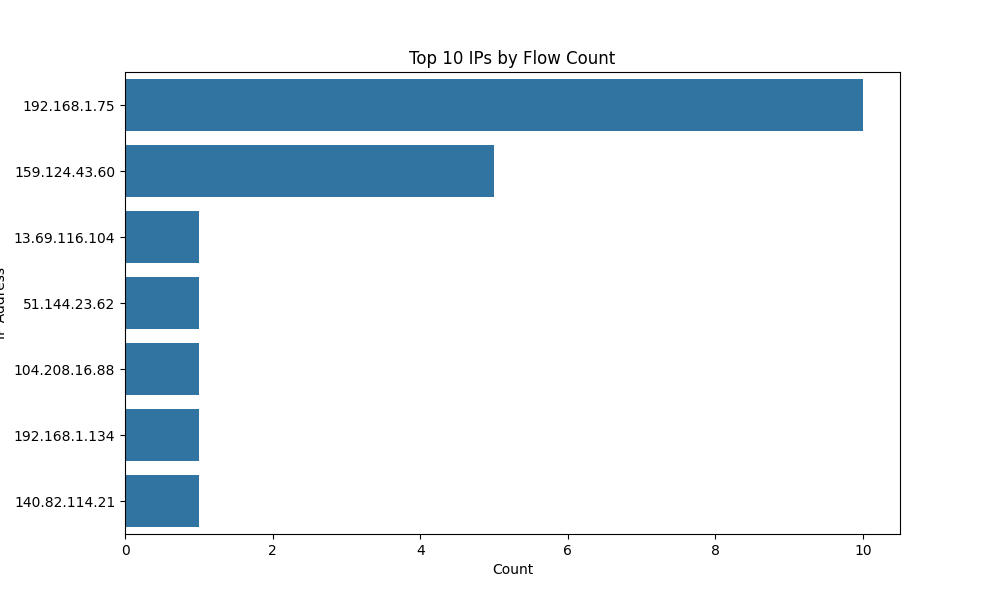 Top 10 IPs by Flow Count
192.168.1.75
159.124.43.60
13.69.116.104
51.144.23.62
104.208.16.88
192.168.1.134
140.82.114.21
0 2 4 6 8 10
Count